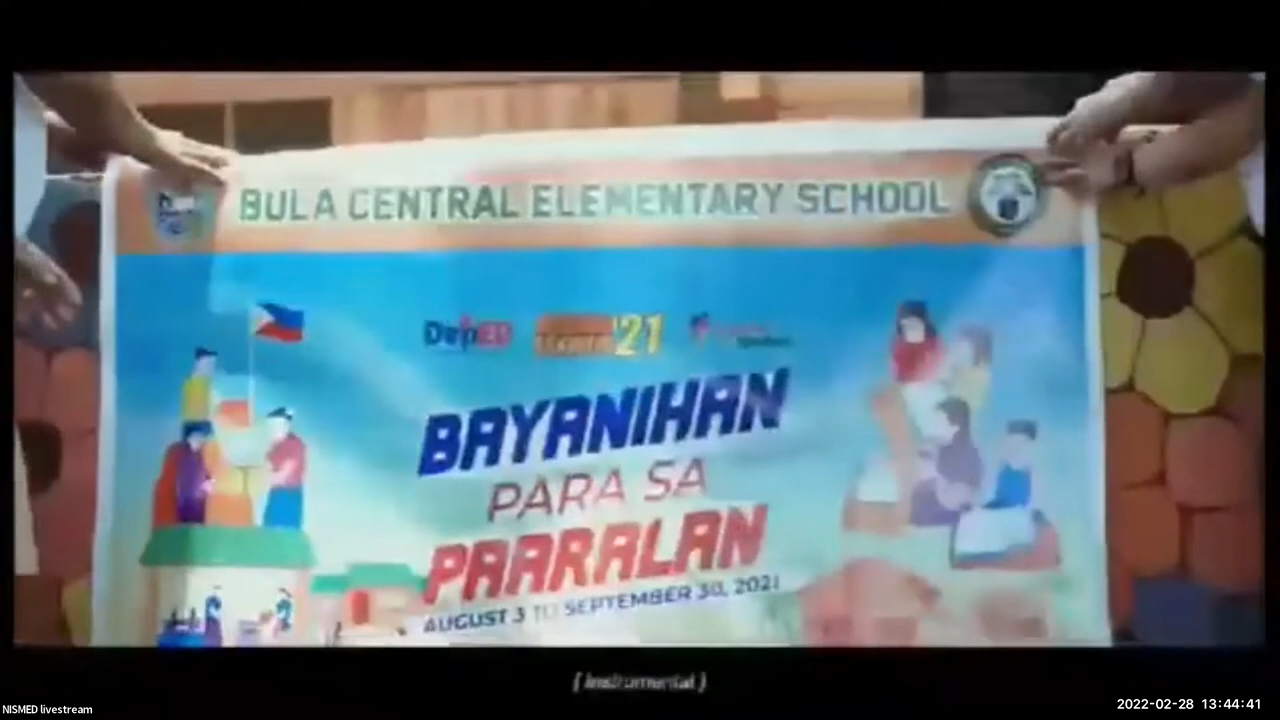 BULA CENTRAL ELEMENTARY SCHOOL
DepED '21
BAYANIHAN
PARA SA
PAARALAN
AUGUST 3 TO SEPTEMBER 30, 2021
( Instrumental )
NISMED livestream
2022-02-28 13:44:41